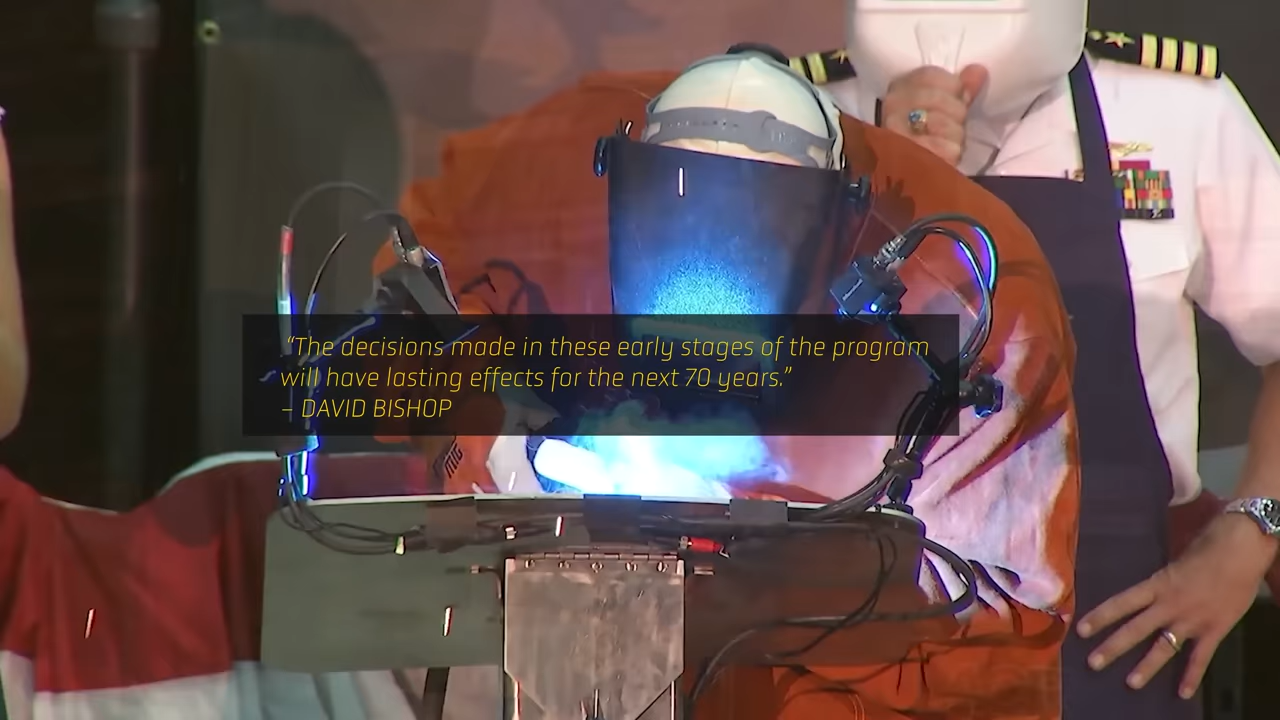 “The decisions made in these early stages of the program
will have lasting effects for the next 70 years.”
– DAVID BISHOP
MIG